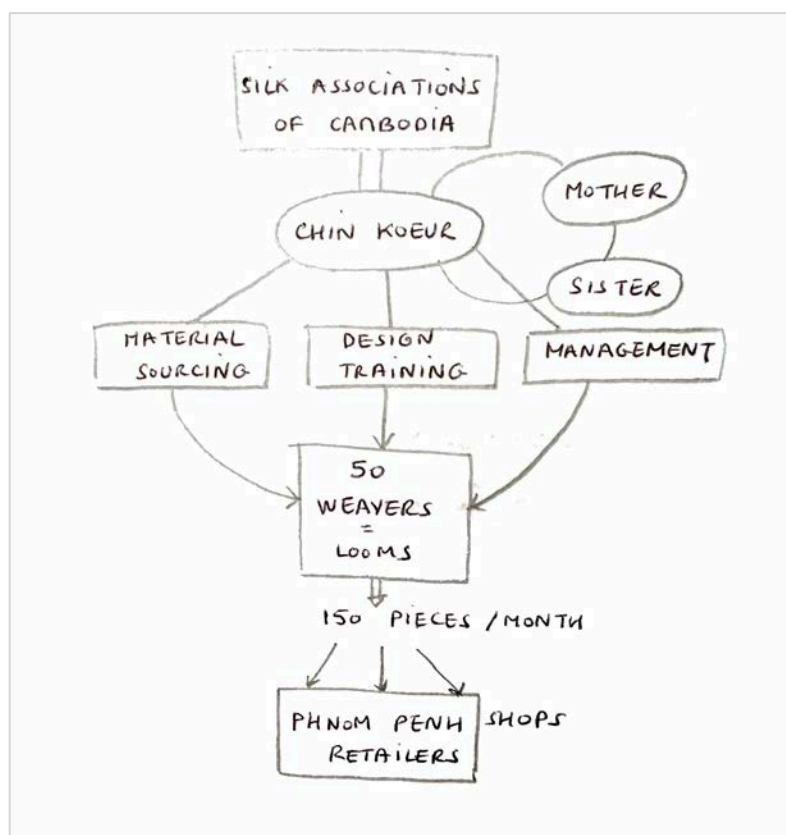 SILK ASSOCIATIONS
OF CAMBODIA
CHIN KOEUR
MOTHER
SISTER
MATERIAL
SOURCING
DESIGN
TRAINING
MANAGEMENT
50
WEAVERS
=
LOOMS
150 PIECES / MONTH
PHNOM PENH
RETAILERS
SHOPS